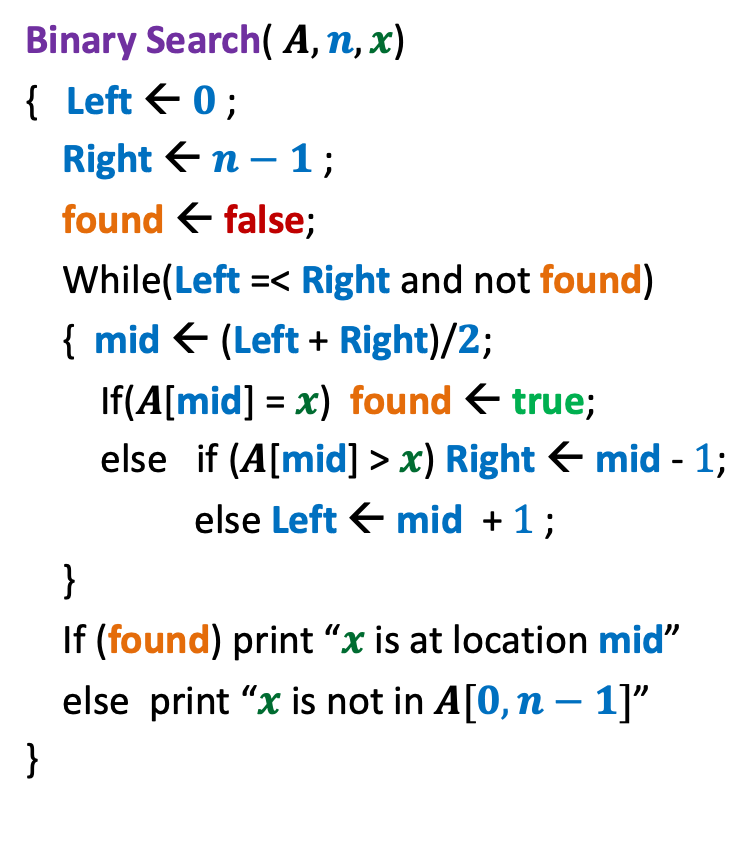 Binary Search( A, n, x)
{ Left ← 0 ;
Right ← n − 1 ;
found ← false;
While(Left =< Right and not found)
{ mid ← (Left + Right)/2;
If(A[mid] = x) found ← true;
else if (A[mid] > x) Right ← mid - 1;
else Left ← mid + 1 ;
}
If (found) print “x is at location mid”
else print “x is not in A[0, n − 1]”
}